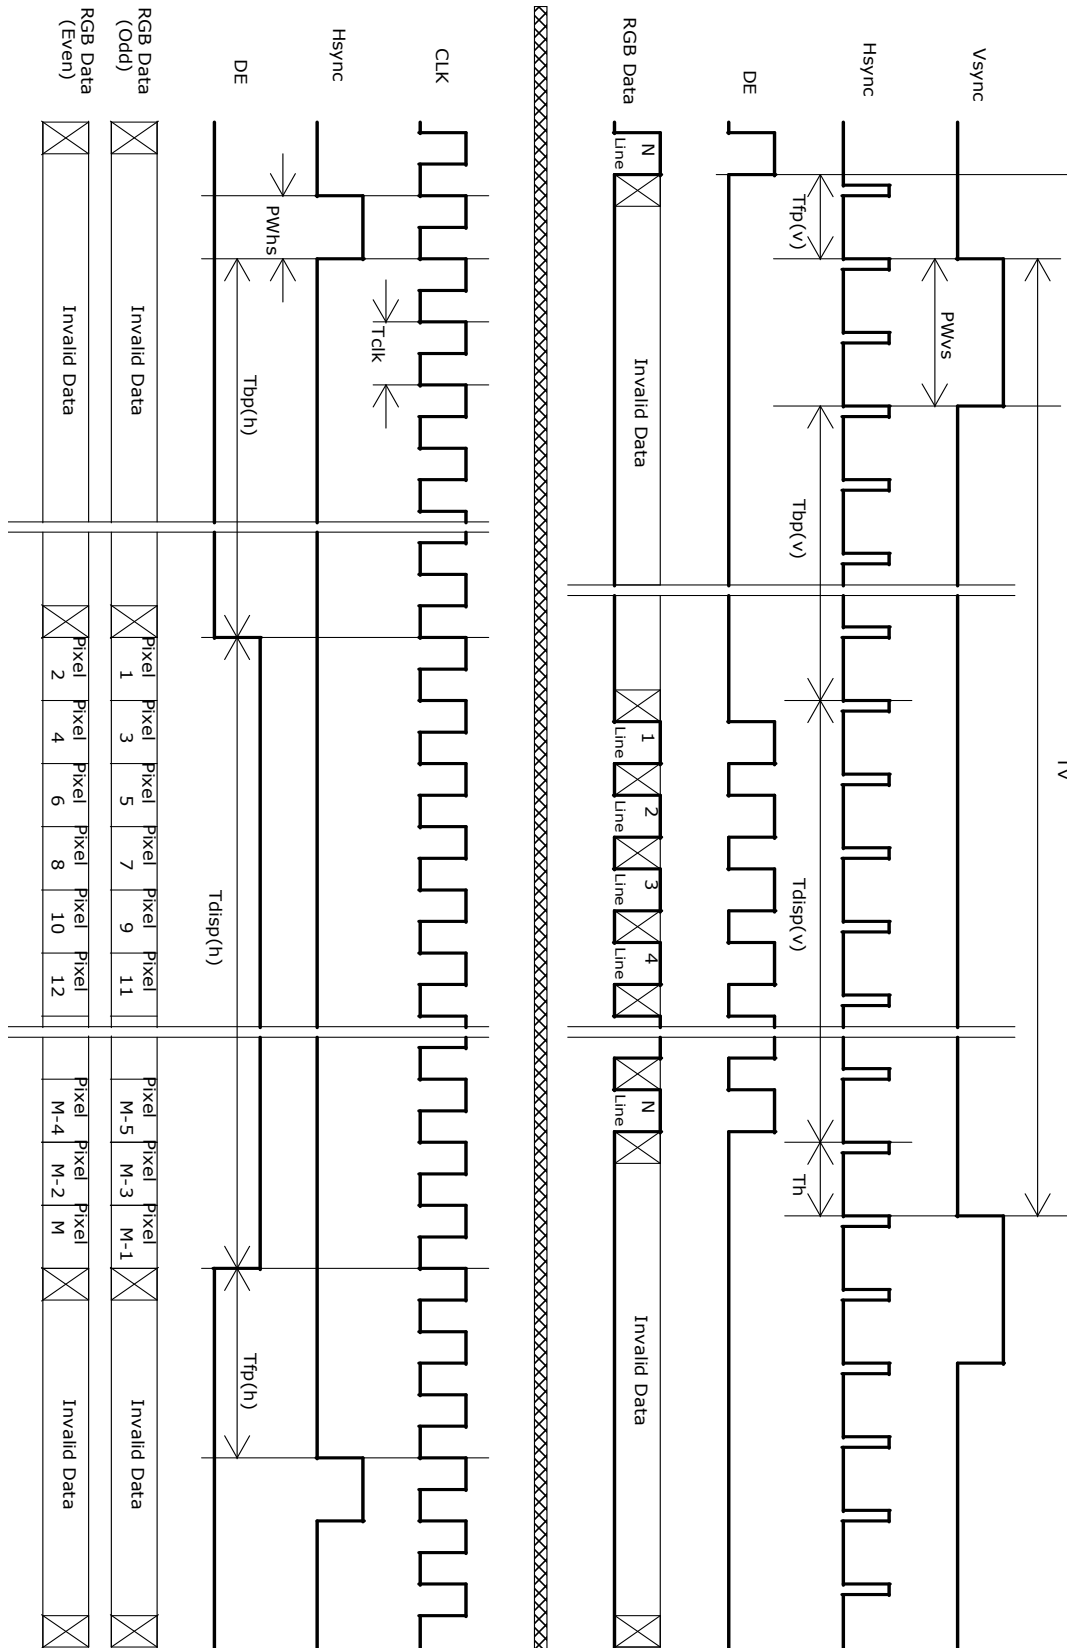 Tv
Vsync
PWvs
Hsync
Tfp(v) Tbp(v) Tdisp(v) Th
DE
RGB Data
N Invalid Data 1 2 3 4 N Invalid Data
Line Line Line Line Line Line
CLK
Tclk
Hsync
PWhs
DE
Tbp(h) Tdisp(h) Tfp(h)
RGB Data
(Odd)
Invalid Data
Pixel Pixel Pixel Pixel Pixel Pixel Pixel Pixel Pixel
1 3 5 7 9 11 M-5 M-3 M-1
Invalid Data
RGB Data
(Even)
Invalid Data
Pixel Pixel Pixel Pixel Pixel Pixel Pixel Pixel Pixel
2 4 6 8 10 12 M-4 M-2 M
Invalid Data